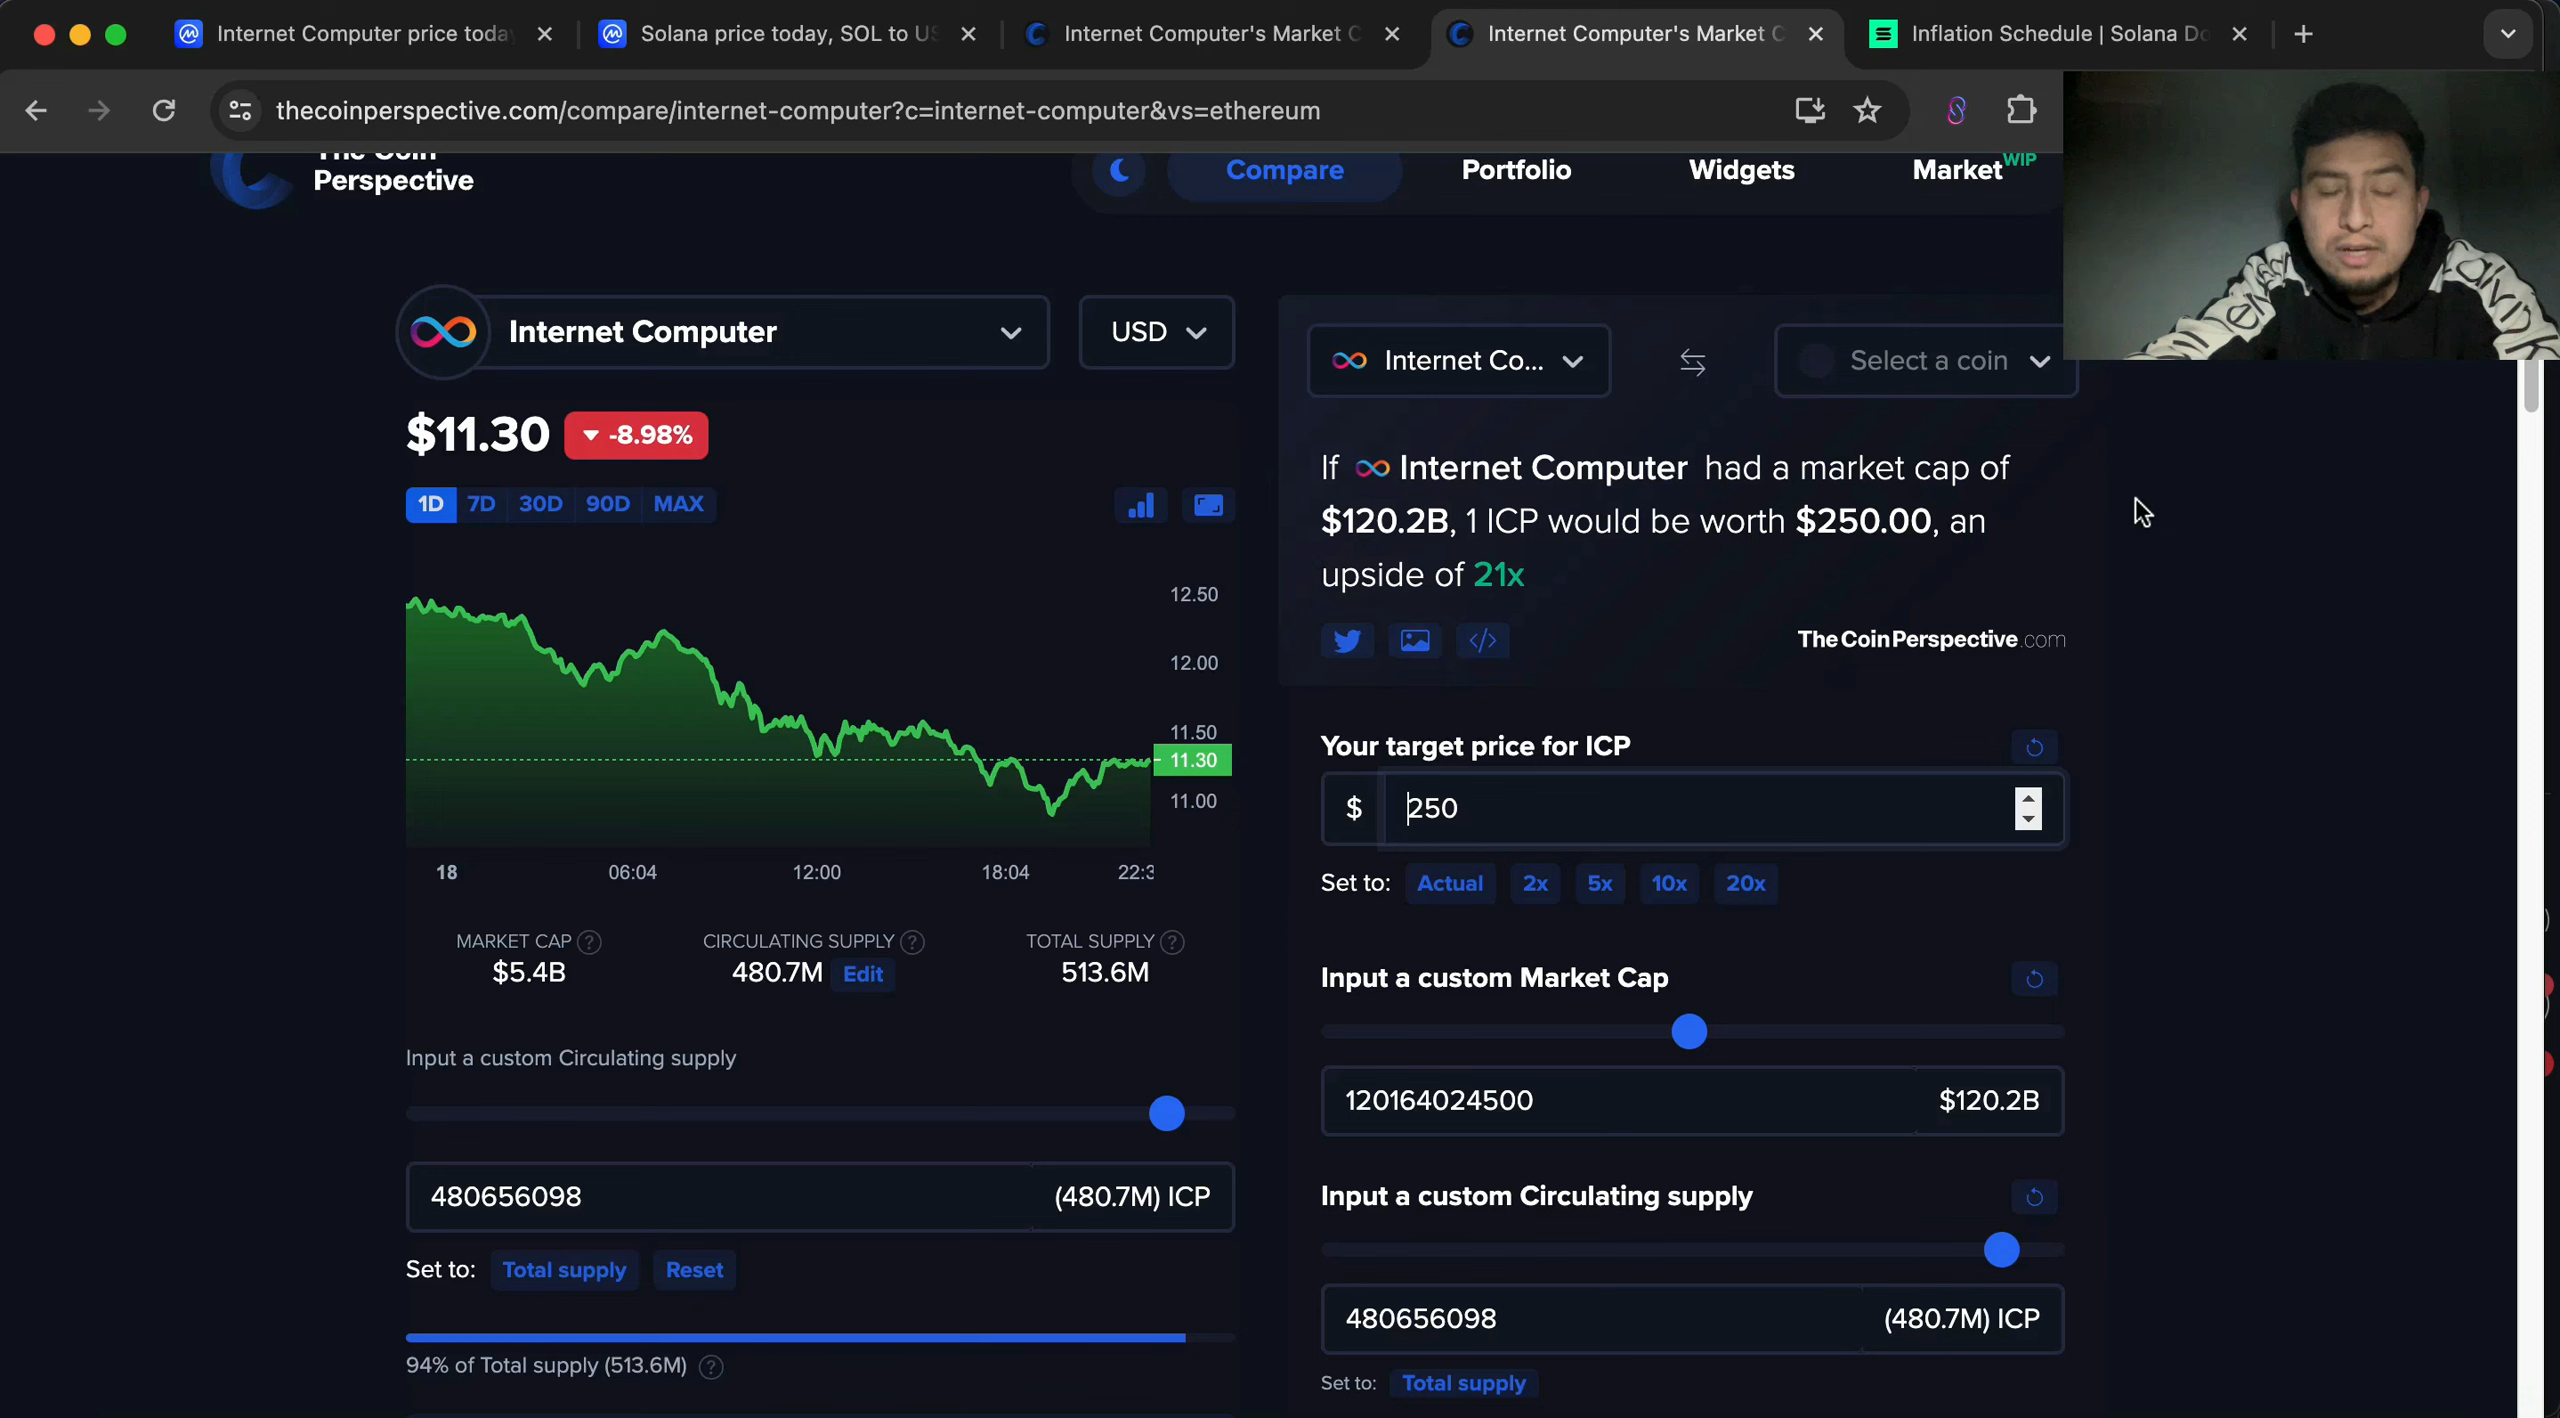 Internet Computer price toda
Solana price today, SOL to US
Internet Computer's Market C
Internet Computer's Market C
Inflation Schedule | Solana Do
thecoinperspective.com/compare/internet-computer?c=internet-computer&vs=ethereum
The Coin
Perspective
Compare
Portfolio
Widgets
Market WIP
Internet Computer
USD
$11.30
-8.98%
1D 7D 30D 90D MAX
12.50
12.00
11.50
11.30
11.00
18 06:04 12:00 18:04 22:3
MARKET CAP ?
$5.4B
CIRCULATING SUPPLY ?
480.7M Edit
TOTAL SUPPLY ?
513.6M
Input a custom Circulating supply
480656098 (480.7M) ICP
Set to: Total supply Reset
94% of Total supply (513.6M) ?
Internet Co...
Select a coin
If Internet Computer had a market cap of
$120.2B, 1 ICP would be worth $250.00, an
upside of 21x
TheCoinPerspective.com
Your target price for ICP
$ 250
Set to: Actual 2x 5x 10x 20x
Input a custom Market Cap
120164024500 $120.2B
Input a custom Circulating supply
480656098 (480.7M) ICP
Set to: Total supply